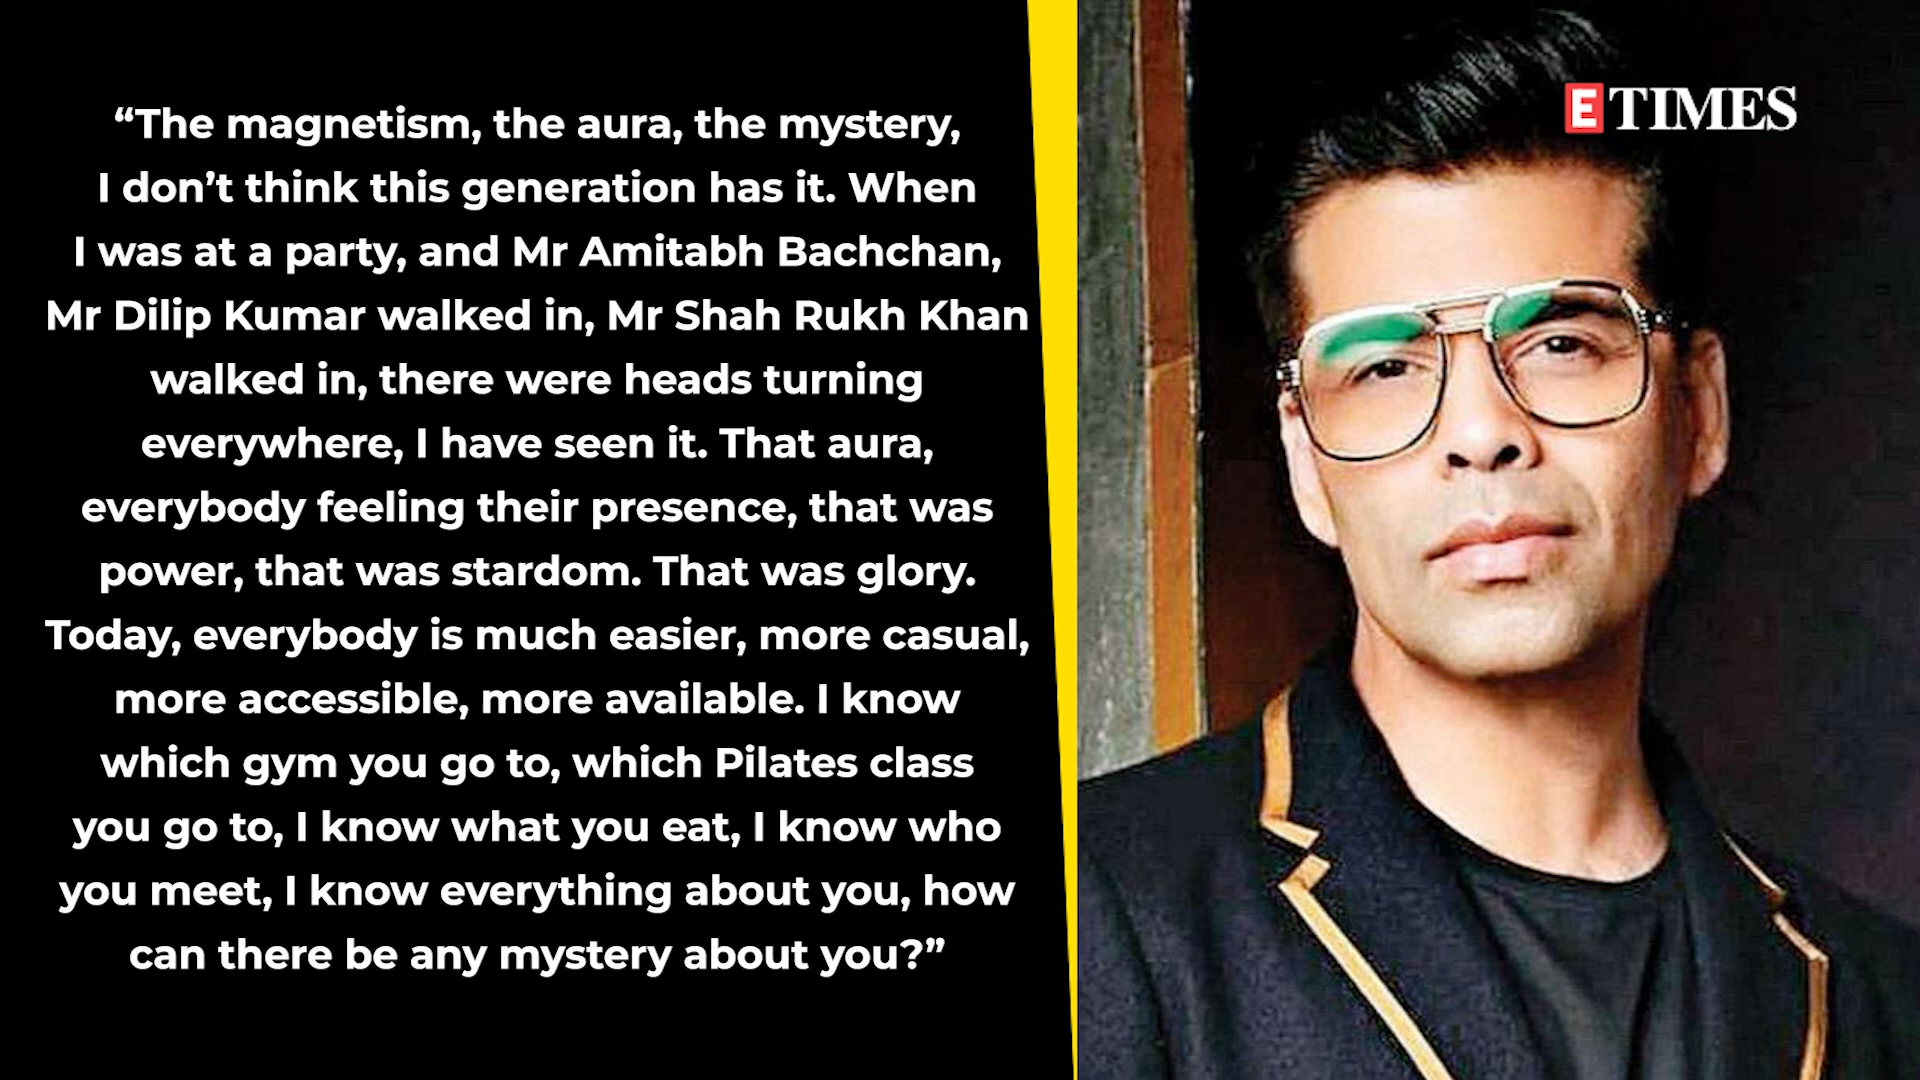 “The magnetism, the aura, the mystery,
I don’t think this generation has it. When
I was at a party, and Mr Amitabh Bachchan,
Mr Dilip Kumar walked in, Mr Shah Rukh Khan
walked in, there were heads turning
everywhere, I have seen it. That aura,
everybody feeling their presence, that was
power, that was stardom. That was glory.
Today, everybody is much easier, more casual,
more accessible, more available. I know
which gym you go to, which Pilates class
you go to, I know what you eat, I know who
you meet, I know everything about you, how
can there be any mystery about you?”
ETIMES